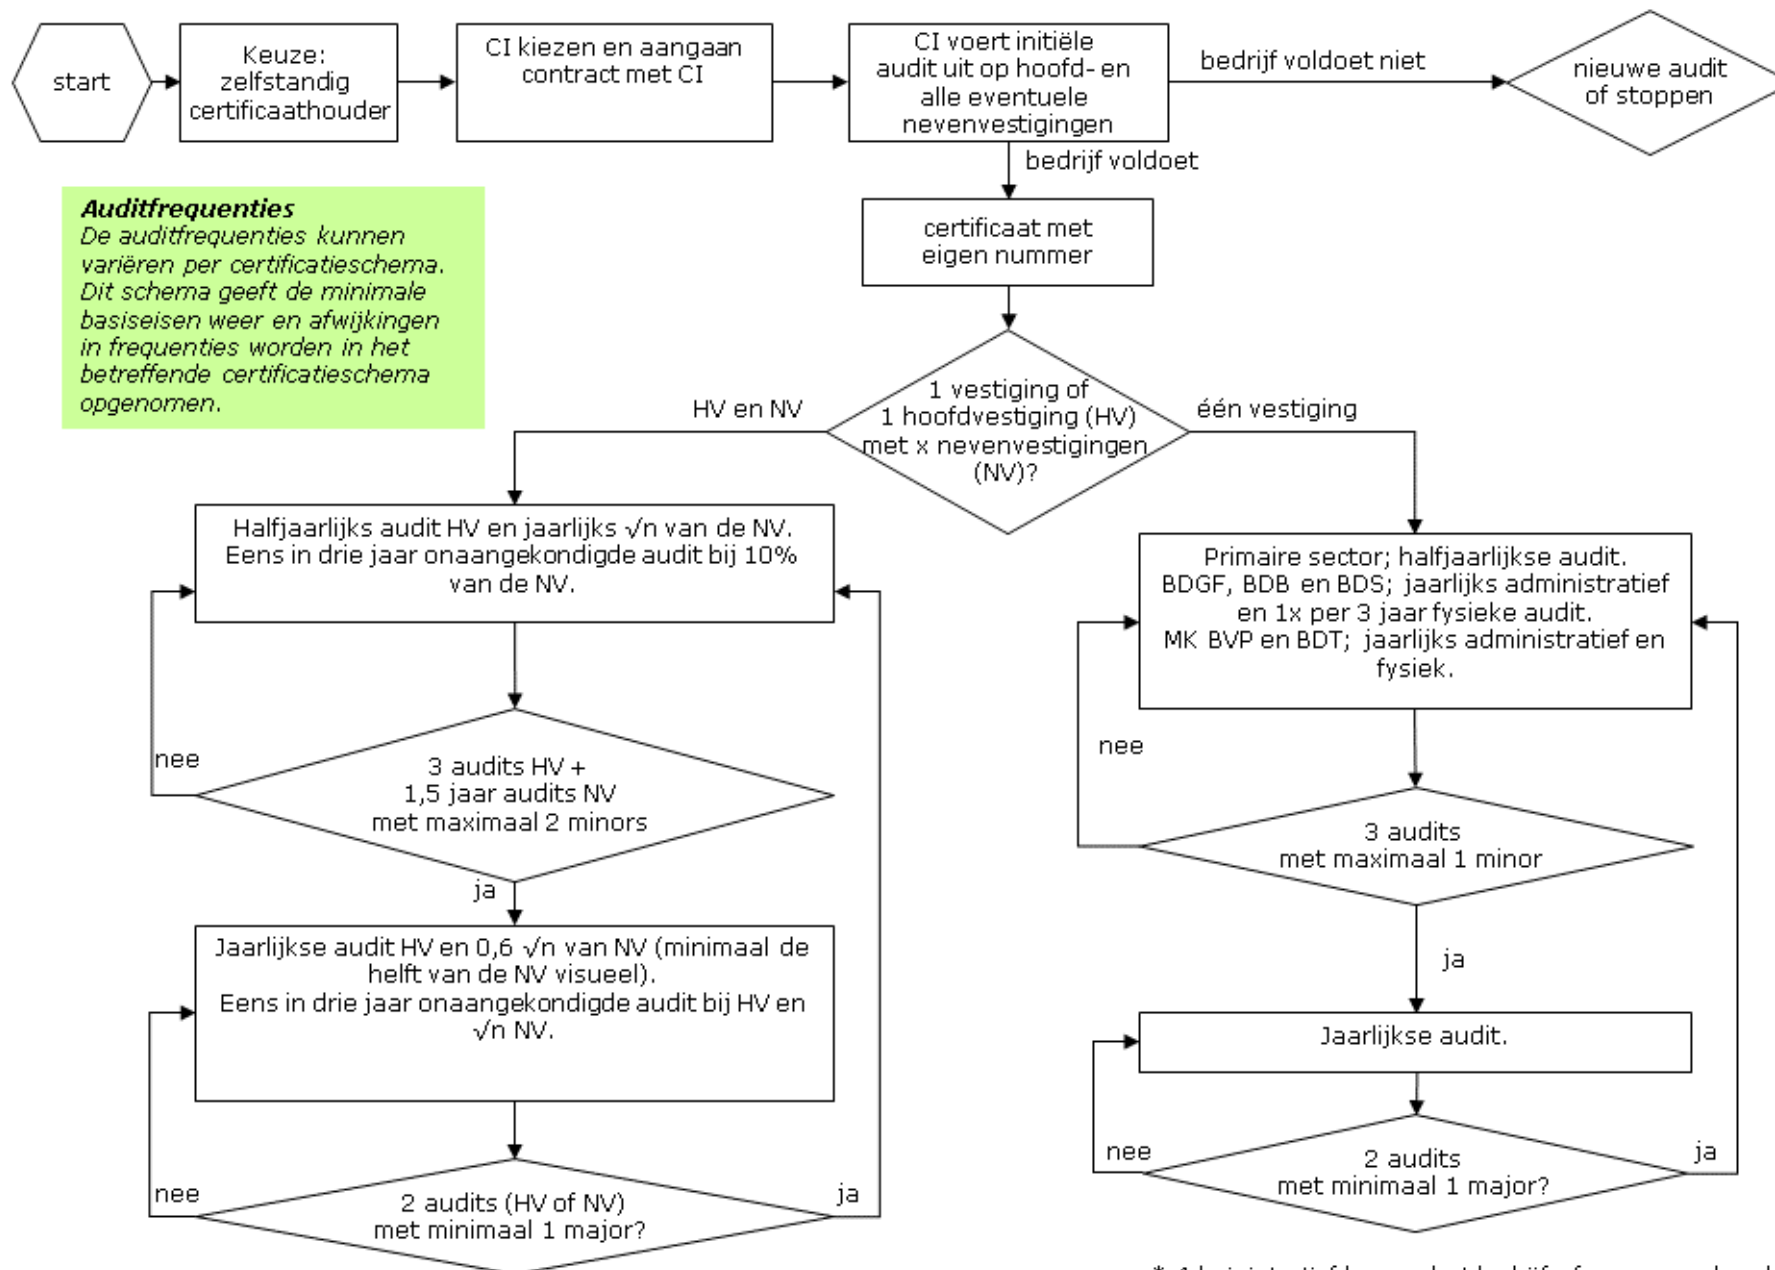 start
Keuze:
zelfstandig
certificaathouder
CI kiezen en aangaan
contract met CI
CI voert initiële
audit uit op hoofd- en
alle eventuele
nevenvestigingen
bedrijf voldoet niet
nieuwe audit
of stoppen
bedrijf voldoet
Auditfrequenties
De auditfrequenties kunnen
variëren per certificatieschema.
Dit schema geeft de minimale
basiseisen weer en afwijkingen
in frequenties worden in het
betreffende certificatieschema
opgenomen.
certificaat met
eigen nummer
1 vestiging of
1 hoofdvestiging (HV)
met x nevenvestigingen
(NV)?
HV en NV
één vestiging
Halfjaarlijks audit HV en jaarlijks √n van de NV.
Eens in drie jaar onaangekondigde audit bij 10%
van de NV.
Primaire sector; halfjaarlijkse audit.
BDGF, BDB en BDS; jaarlijks administratief
en 1x per 3 jaar fysieke audit.
MK BVP en BDT; jaarlijks administratief en
fysiek.
nee
3 audits HV +
1,5 jaar audits NV
met maximaal 2 minors
ja
nee
3 audits
met maximaal 1 minor
ja
Jaarlijkse audit HV en 0,6 √n van NV (minimaal de
helft van de NV visueel).
Eens in drie jaar onaangekondigde audit bij HV en
√n NV.
Jaarlijkse audit.
nee
2 audits (HV of NV)
met minimaal 1 major?
ja
nee
2 audits
met minimaal 1 major?
ja